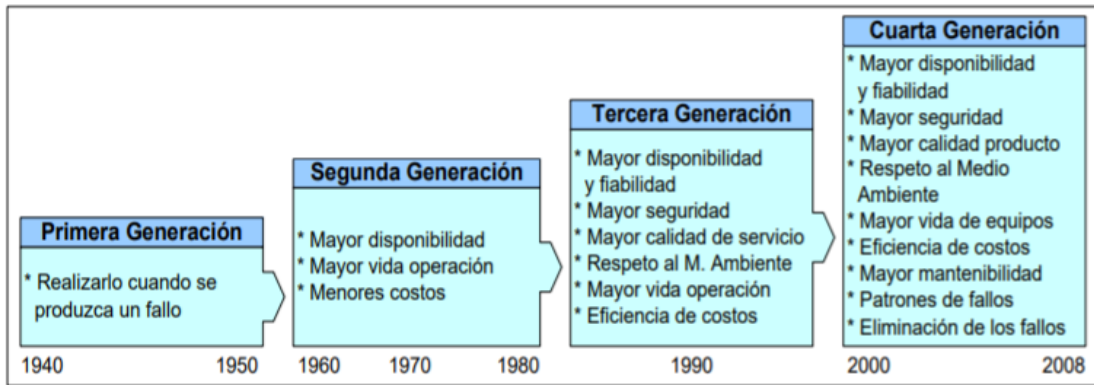 Primera Generación
* Realizarlo cuando se
produzca un fallo
Segunda Generación
* Mayor disponibilidad
* Mayor vida operación
* Menores costos
Tercera Generación
* Mayor disponibilidad
y fiabilidad
* Mayor seguridad
* Mayor calidad de servicio
* Respeto al M. Ambiente
* Mayor vida operación
* Eficiencia de costos
Cuarta Generación
* Mayor disponibilidad
y fiabilidad
* Mayor seguridad
* Mayor calidad producto
* Respeto al Medio
Ambiente
* Mayor vida de equipos
* Eficiencia de costos
* Mayor mantenibilidad
* Patrones de fallos
* Eliminación de los fallos
1940 1950 1960 1970 1980 1990 2000 2008